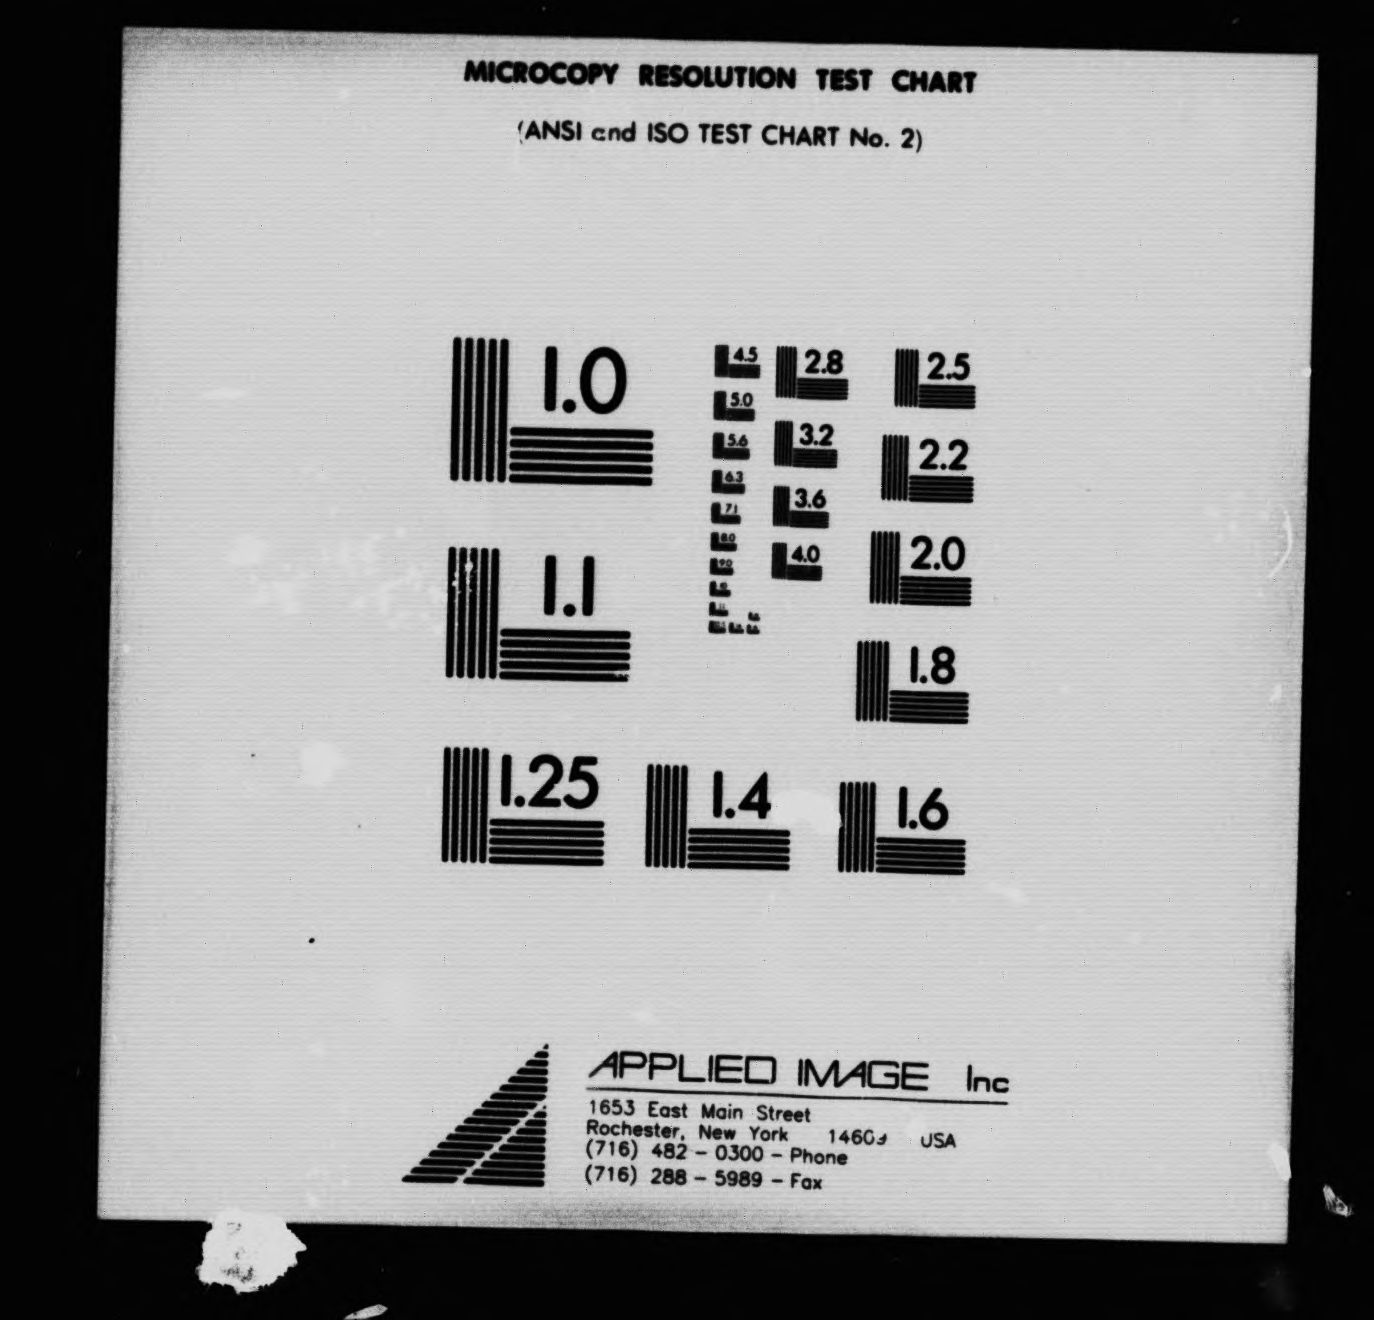 MICROCOPY RESOLUTION TEST CHART
(ANSI and ISO TEST CHART No. 2)
1.0
1.1
1.25
1.4
1.6
1.8
2.0
2.2
2.5
2.8
3.2
3.6
4.0
4.5
5.0
5.6
6.3
7.1
8.0
9.0
APPLIED IMAGE Inc
1653 East Main Street
Rochester, New York 14609 USA
(716) 482 - 0300 - Phone
(716) 288 - 5989 - Fax